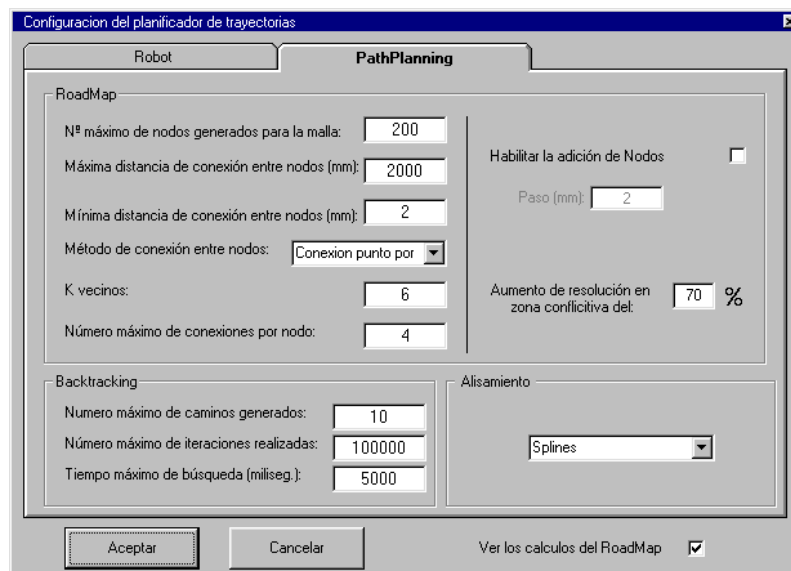 Configuracion del planificador de trayectorias
Robot
PathPlanning
RoadMap
Nº máximo de nodos generados para la malla: 200
Máxima distancia de conexión entre nodos (mm): 2000
Mínima distancia de conexión entre nodos (mm): 2
Método de conexión entre nodos: Conexion punto por
K vecinos: 6
Número máximo de conexiones por nodo: 4
Habilitar la adición de Nodos
Paso (mm): 2
Aumento de resolución en
zona conflicitiva del: 70 %
Backtracking
Numero máximo de caminos generados: 10
Número máximo de iteraciones realizadas: 100000
Tiempo máximo de búsqueda (miliseg.): 5000
Alisamiento
Splines
Aceptar
Cancelar
Ver los calculos del RoadMap